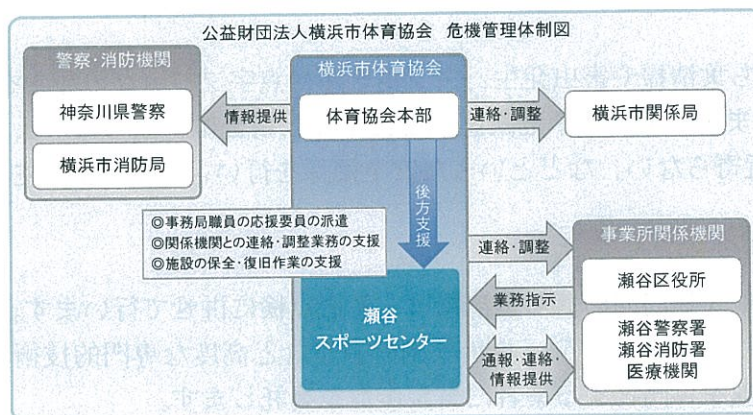 公益財団法人横浜市体育協会 危機管理体制図
警察・消防機関
神奈川県警察
横浜市消防局
情報提供
横浜市体育協会
体育協会本部
連絡・調整
横浜市関係局
後方支援
◎事務局職員の応援要員の派遣
◎関係機関との連絡・調整業務の支援
◎施設の保全・復旧作業の支援
瀬谷
スポーツセンター
連絡・調整
業務指示
通報・連絡・
情報提供
事業所関係機関
瀬谷区役所
瀬谷警察署
瀬谷消防署
医療機関